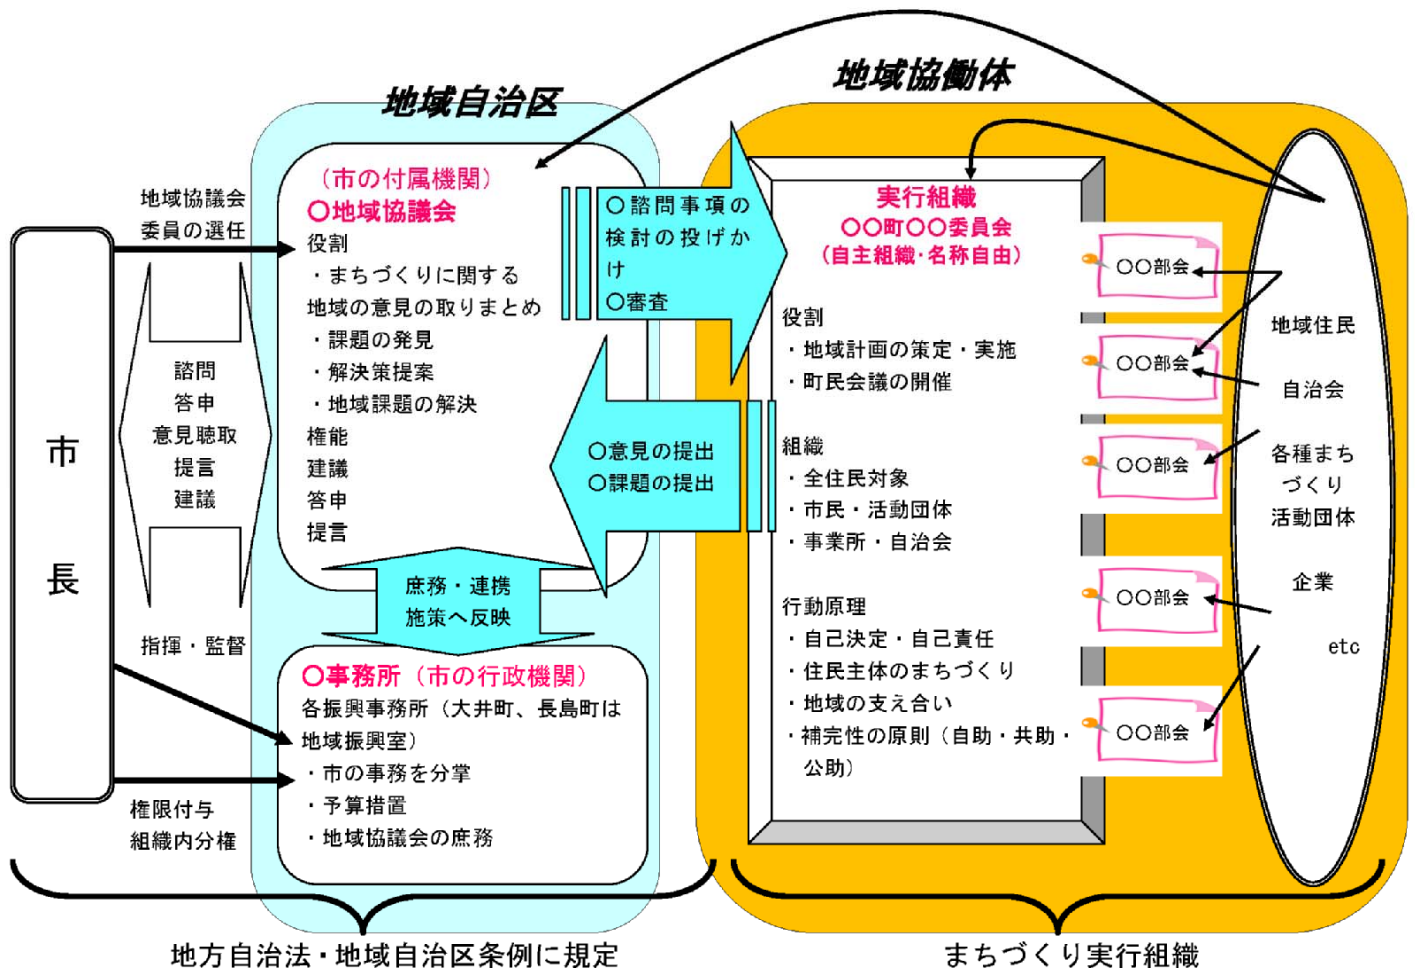 地域自治区
地域協働体
地域協議会
委員の選任
市
長
諮問
答申
意見聴取
提言
建議
指揮・監督
権限付与
組織内分権
（市の付属機関）
〇地域協議会
役割
・まちづくりに関する
地域の意見の取りまとめ
・課題の発見
・解決策提案
・地域課題の解決
権能
建議
答申
提言
庶務・連携
施策へ反映
〇事務所（市の行政機関）
各振興事務所（大井町、長島町は
地域振興室）
・市の事務を分掌
・予算措置
・地域協議会の庶務
〇諮問事項の
検討の投げか
け
〇審査
〇意見の提出
〇課題の提出
実行組織
〇〇町〇〇委員会
（自主組織・名称自由）
役割
・地域計画の策定・実施
・町民会議の開催
組織
・全住民対象
・市民・活動団体
・事業所・自治会
行動原理
・自己決定・自己責任
・住民主体のまちづくり
・地域の支え合い
・補完性の原則（自助・共助・
公助）
〇〇部会
〇〇部会
〇〇部会
〇〇部会
〇〇部会
地域住民
自治会
各種まち
づくり
活動団体
企業
etc
地方自治法・地域自治区条例に規定
まちづくり実行組織